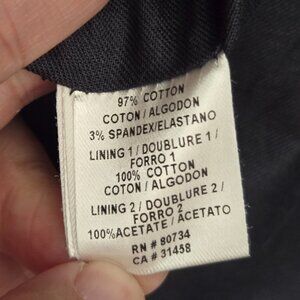 97% COTTON
COTON/ALGODON
3% SPANDEX/ELASTANO
LINING 1/ DOUBLURE 1/
FORRO 1
100% COTTON
COTON/ALGODON
LINING 2/ DOUBLURE 2/
FORRO 2
100%ACETATE/ACETATO
RN # 80734
CA # 31458